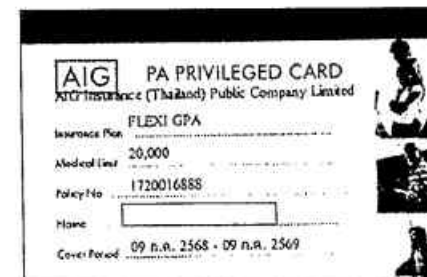 AIG PA PRIVILEGED CARD
AIG Insurance (Thailand) Public Company Limited
Insurance Plan FLEXI GPA
Medical Limit 20,000
Policy No 1720016888
Name
Cover Period 09 ก.ค. 2568 - 09 ก.ค. 2569